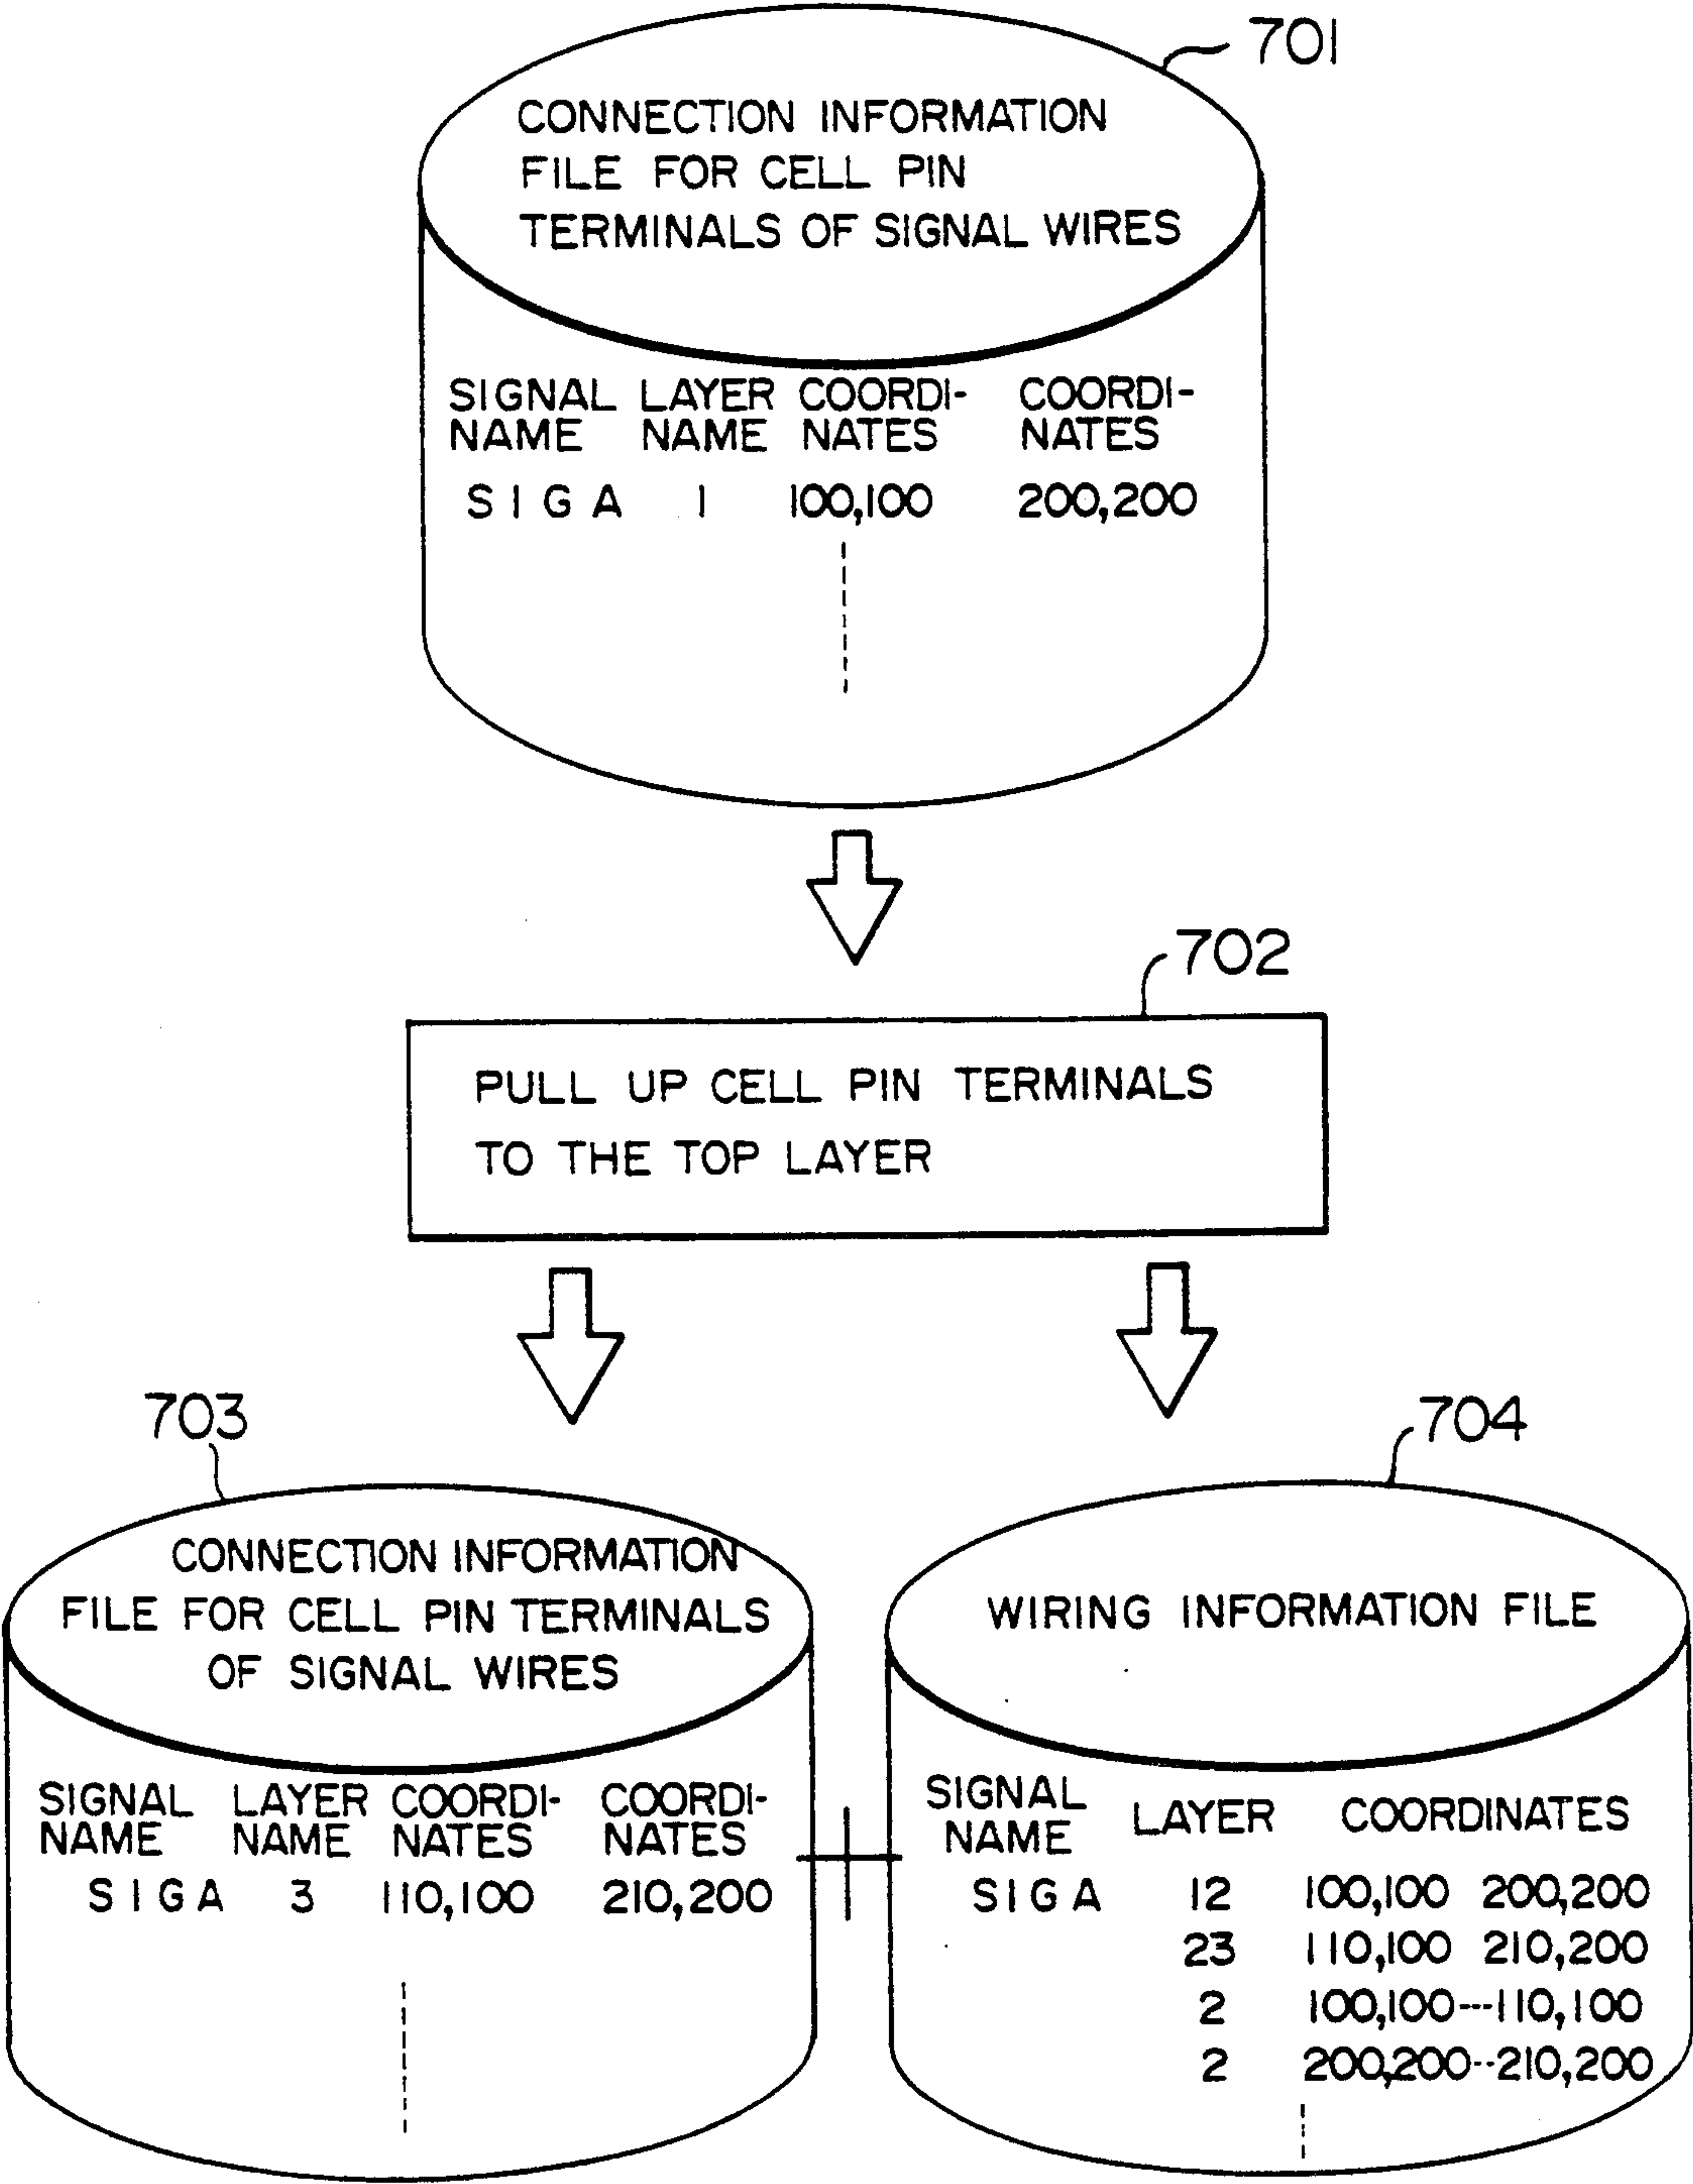 701
CONNECTION INFORMATION
FILE FOR CELL PIN
TERMINALS OF SIGNAL WIRES
SIGNAL LAYER COORDI- COORDI-
NAME NAME NATES NATES
SIGA 1 100,100 200,200
702
PULL UP CELL PIN TERMINALS
TO THE TOP LAYER
703
CONNECTION INFORMATION
FILE FOR CELL PIN TERMINALS
OF SIGNAL WIRES
SIGNAL LAYER COORDI- COORDI-
NAME NAME NATES NATES
SIGA 3 110,100 210,200
704
WIRING INFORMATION FILE
SIGNAL
NAME LAYER COORDINATES
SIGA 12 100,100 200,200
23 110,100 210,200
2 100,100---110,100
2 200,200--210,200